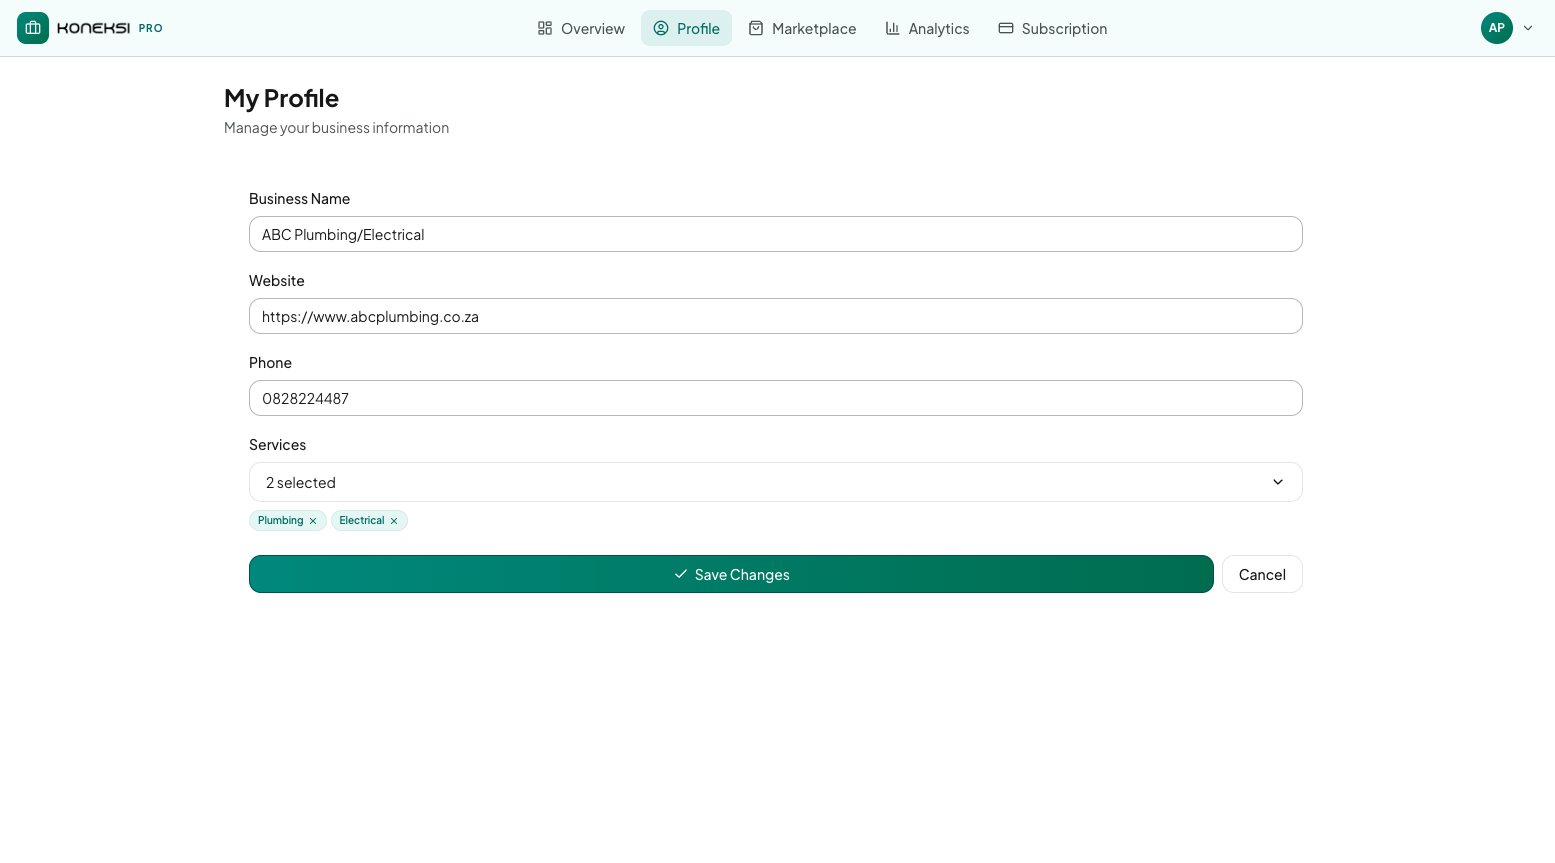 KONEKSI PRO
Overview
Profile
Marketplace
Analytics
Subscription
AP
My Profile
Manage your business information
Business Name
ABC Plumbing/Electrical
Website
https://www.abcplumbing.co.za
Phone
0828224487
Services
2 selected
Plumbing × Electrical ×
Save Changes
Cancel